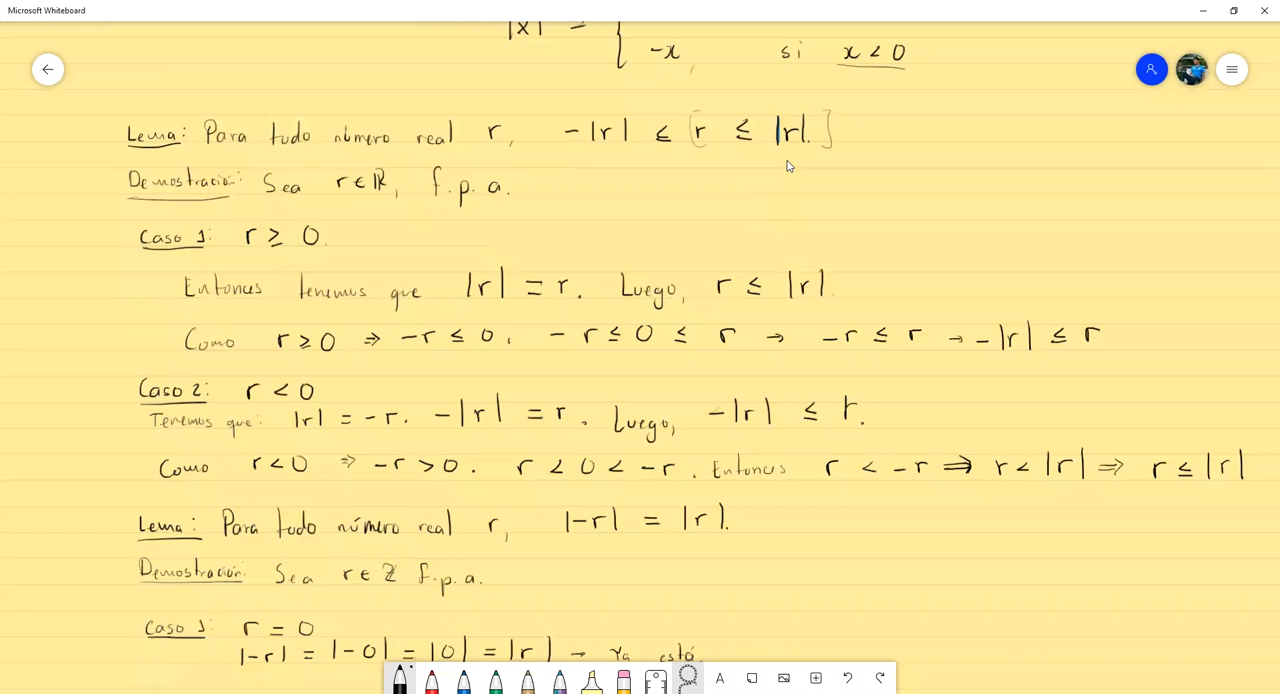 Microsoft Whiteboard
|x| =
-x, si x < 0
Lema: Para todo número real r, -|r| ≤ [r ≤ |r|.]
Demostración: Sea r ∈ ℝ, f.p.a.
Caso 1: r ≥ 0.
Entonces tenemos que |r| = r. Luego, r ≤ |r|.
Como r ≥ 0 ⇒ -r ≤ 0. -r ≤ 0 ≤ r → -r ≤ r → -|r| ≤ r
Caso 2: r < 0
Tenemos que: |r| = -r. -|r| = r. Luego, -|r| ≤ r.
Como r < 0 ⇒ -r > 0. r < 0 < -r. Entonces r < -r ⇒ r < |r| ⇒ r ≤ |r|
Lema: Para todo número real r, |-r| = |r|.
Demostración: Sea r ∈ ℤ f.p.a.
Caso 1: r = 0
|-r| = |-0| = |0| = |r| → Ya está.